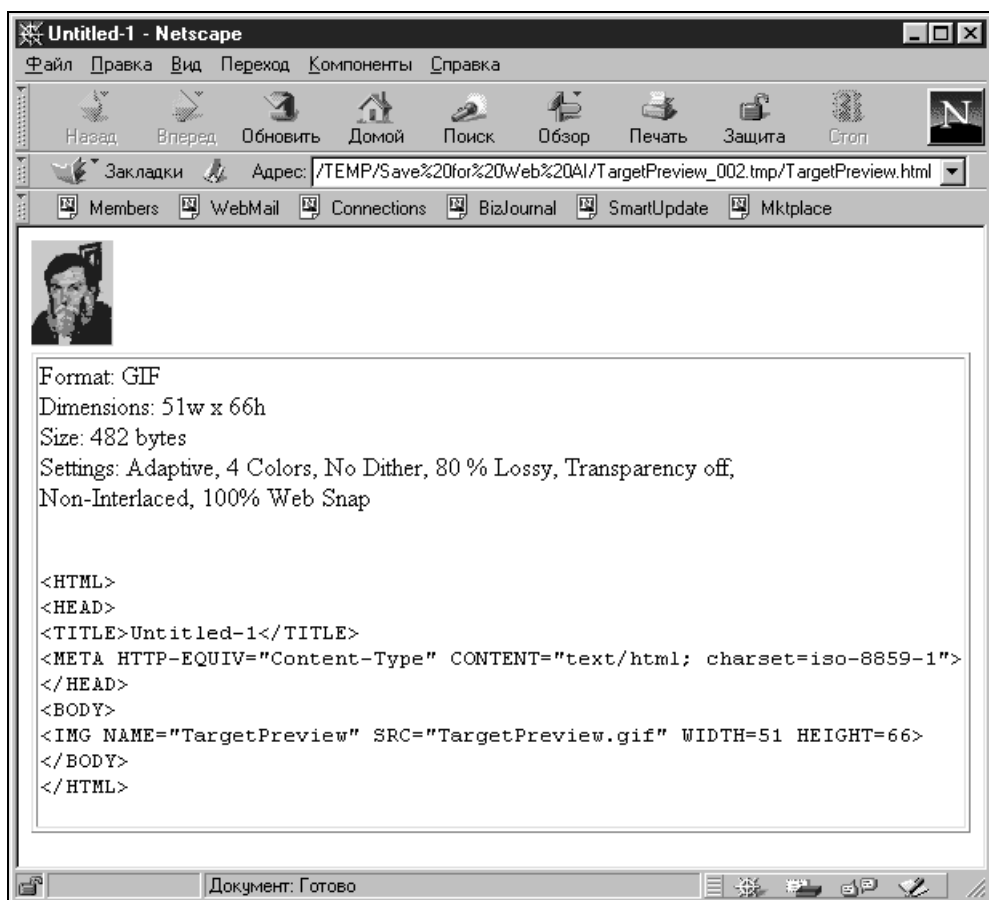 Untitled-1 - Netscape
Файл Правка Вид Переход Компоненты Справка
Назад Вперед Обновить Домой Поиск Обзор Печать Защита Стоп
N
Закладки Адрес: /TEMP/Save%20for%20Web%20AI/TargetPreview_002.tmp/TargetPreview.html
Members WebMail Connections BizJournal SmartUpdate Mktplace
Format: GIF
Dimensions: 51w x 66h
Size: 482 bytes
Settings: Adaptive, 4 Colors, No Dither, 80 % Lossy, Transparency off,
Non-Interlaced, 100% Web Snap
<HTML>
<HEAD>
<TITLE>Untitled-1</TITLE>
<META HTTP-EQUIV="Content-Type" CONTENT="text/html; charset=iso-8859-1">
</HEAD>
<BODY>
<IMG NAME="TargetPreview" SRC="TargetPreview.gif" WIDTH=51 HEIGHT=66>
</BODY>
</HTML>
Документ: Готово